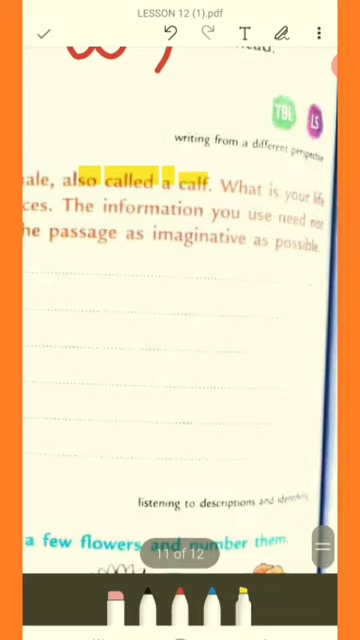 LESSON 12 (1).pdf
T
TBL
LS
writing from a different perspective
ale, also called a calf. What is your life
ces. The information you use need not
he passage as imaginative as possible.
listening to descriptions and
a few flowers and number them.
11 of 12